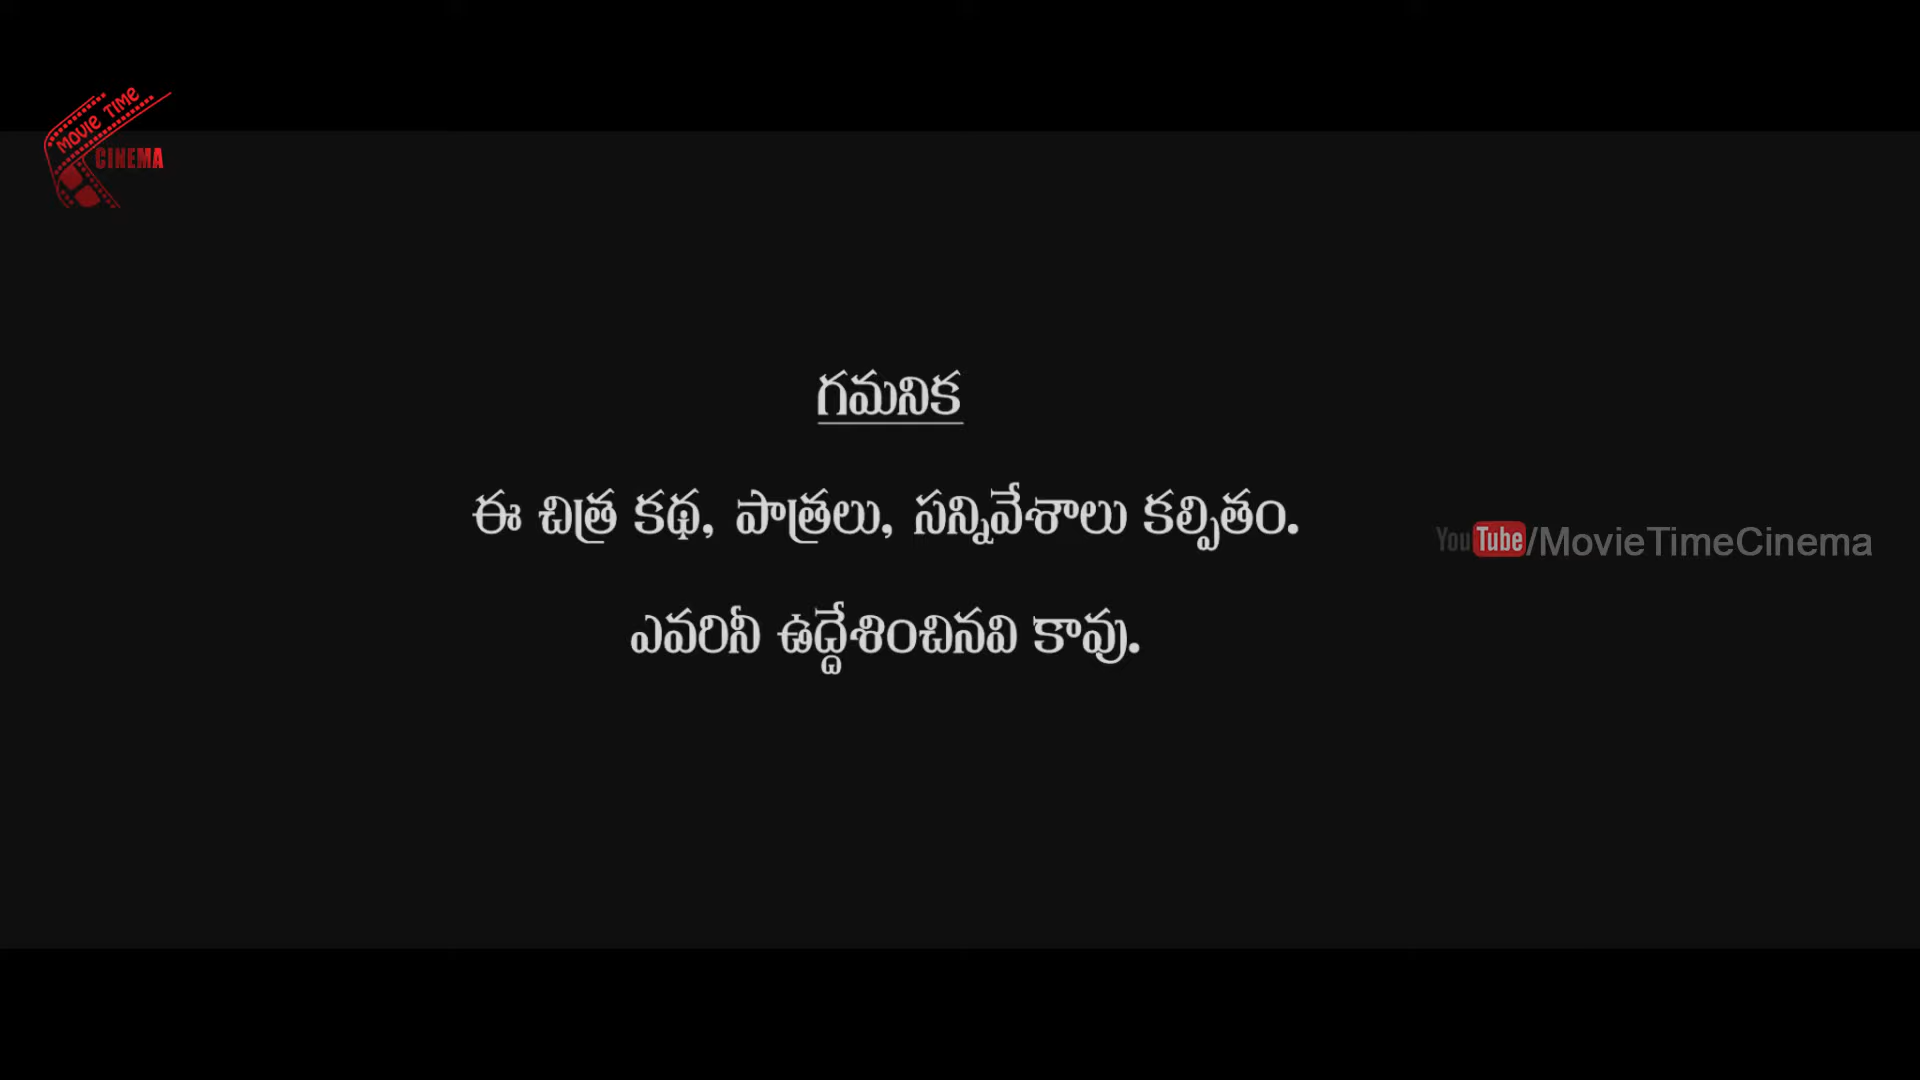 MOVIE TIME
CINEMA
గమనిక
ఈ చిత్ర కథ, పాత్రలు, సన్నివేశాలు కల్పితం.
YouTube/MovieTimeCinema
ఎవరినీ ఉద్దేశించినవి కావు.